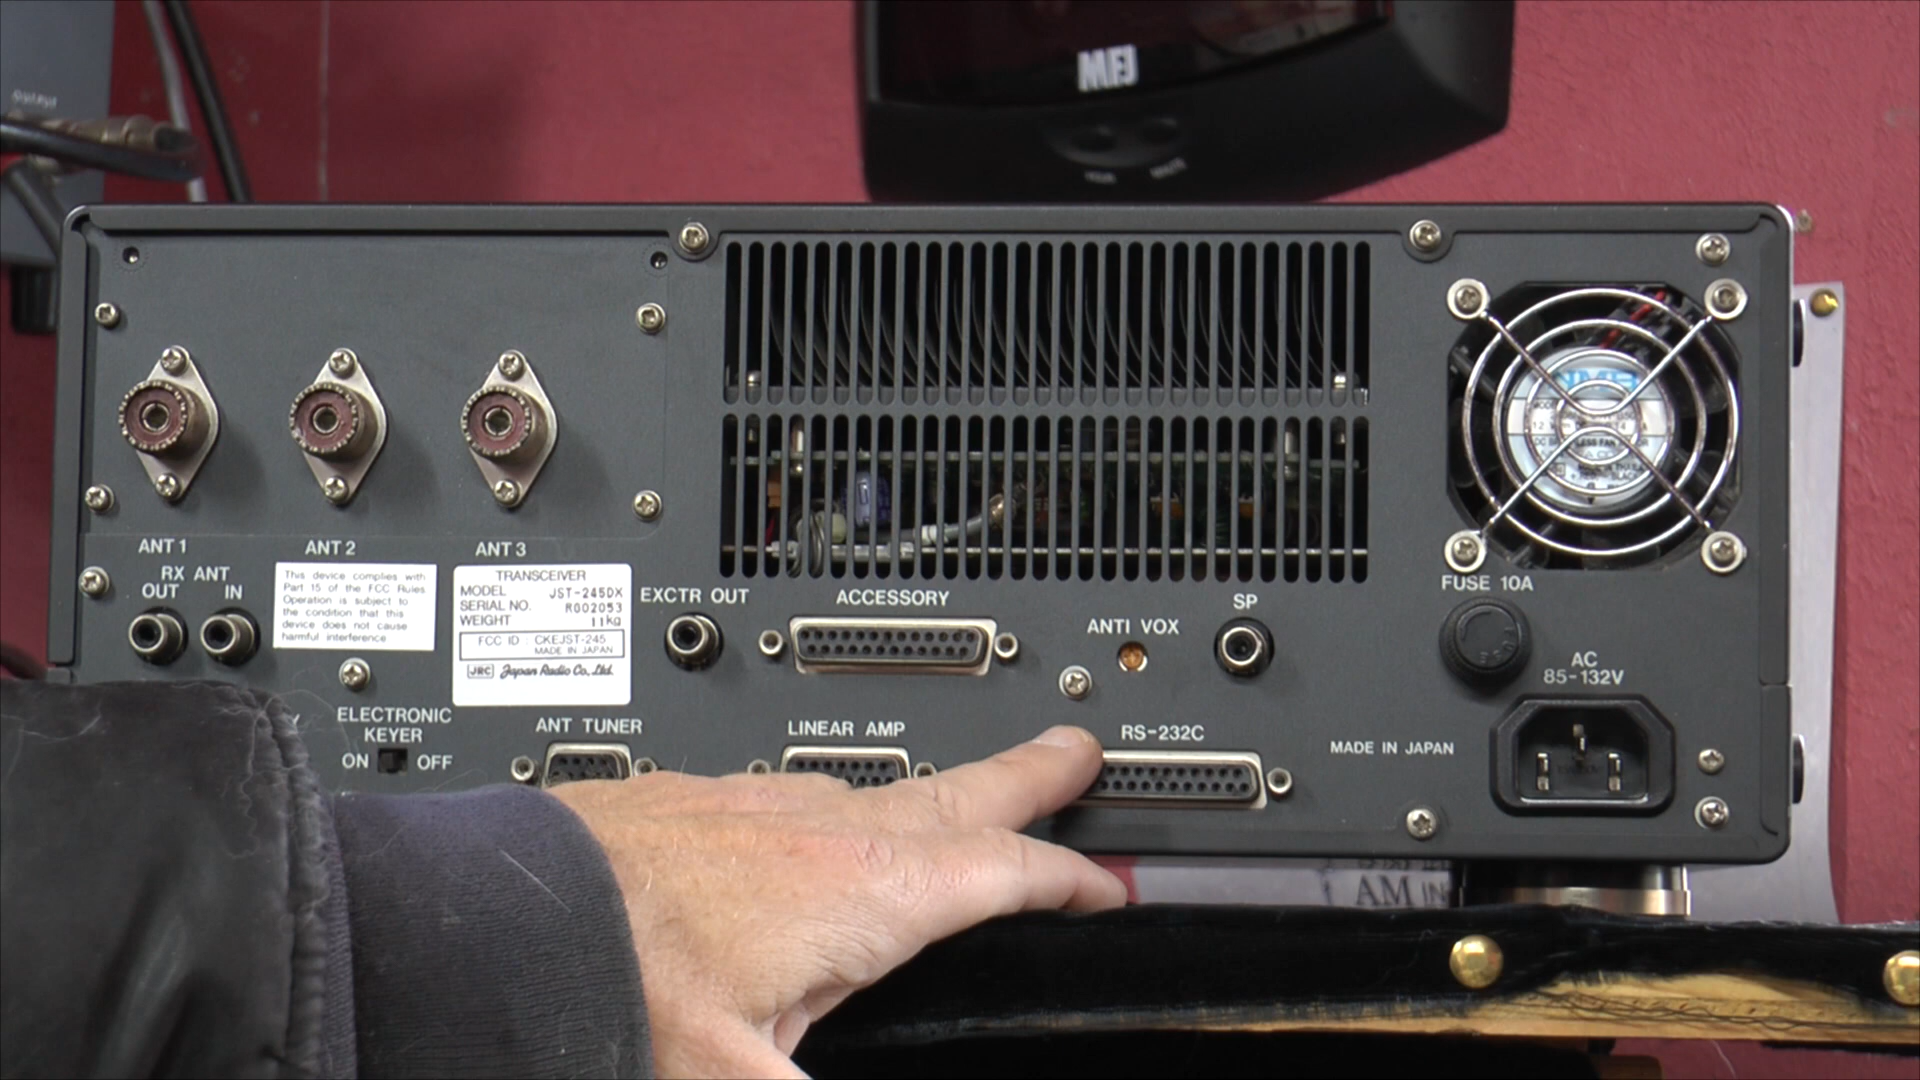 MFJ
OUTPUT
ANT 1
ANT 2
ANT 3
RX ANT
OUT
IN
This device complies with
Part 15 of the FCC Rules
Operation is subject to
the condition that this
device does not cause
harmful interference
TRANSCEIVER
MODEL JST-245DX
SERIAL NO. R002053
WEIGHT 11kg
FCC ID : CKEJST-245
MADE IN JAPAN
JRC Japan Radio Co., Ltd.
EXCTR OUT
ACCESSORY
ANTI VOX
SP
FUSE 10A
FUSE
AC
85-132V
ELECTRONIC
KEYER
ON
OFF
ANT TUNER
LINEAR AMP
RS-232C
MADE IN JAPAN
AM IN